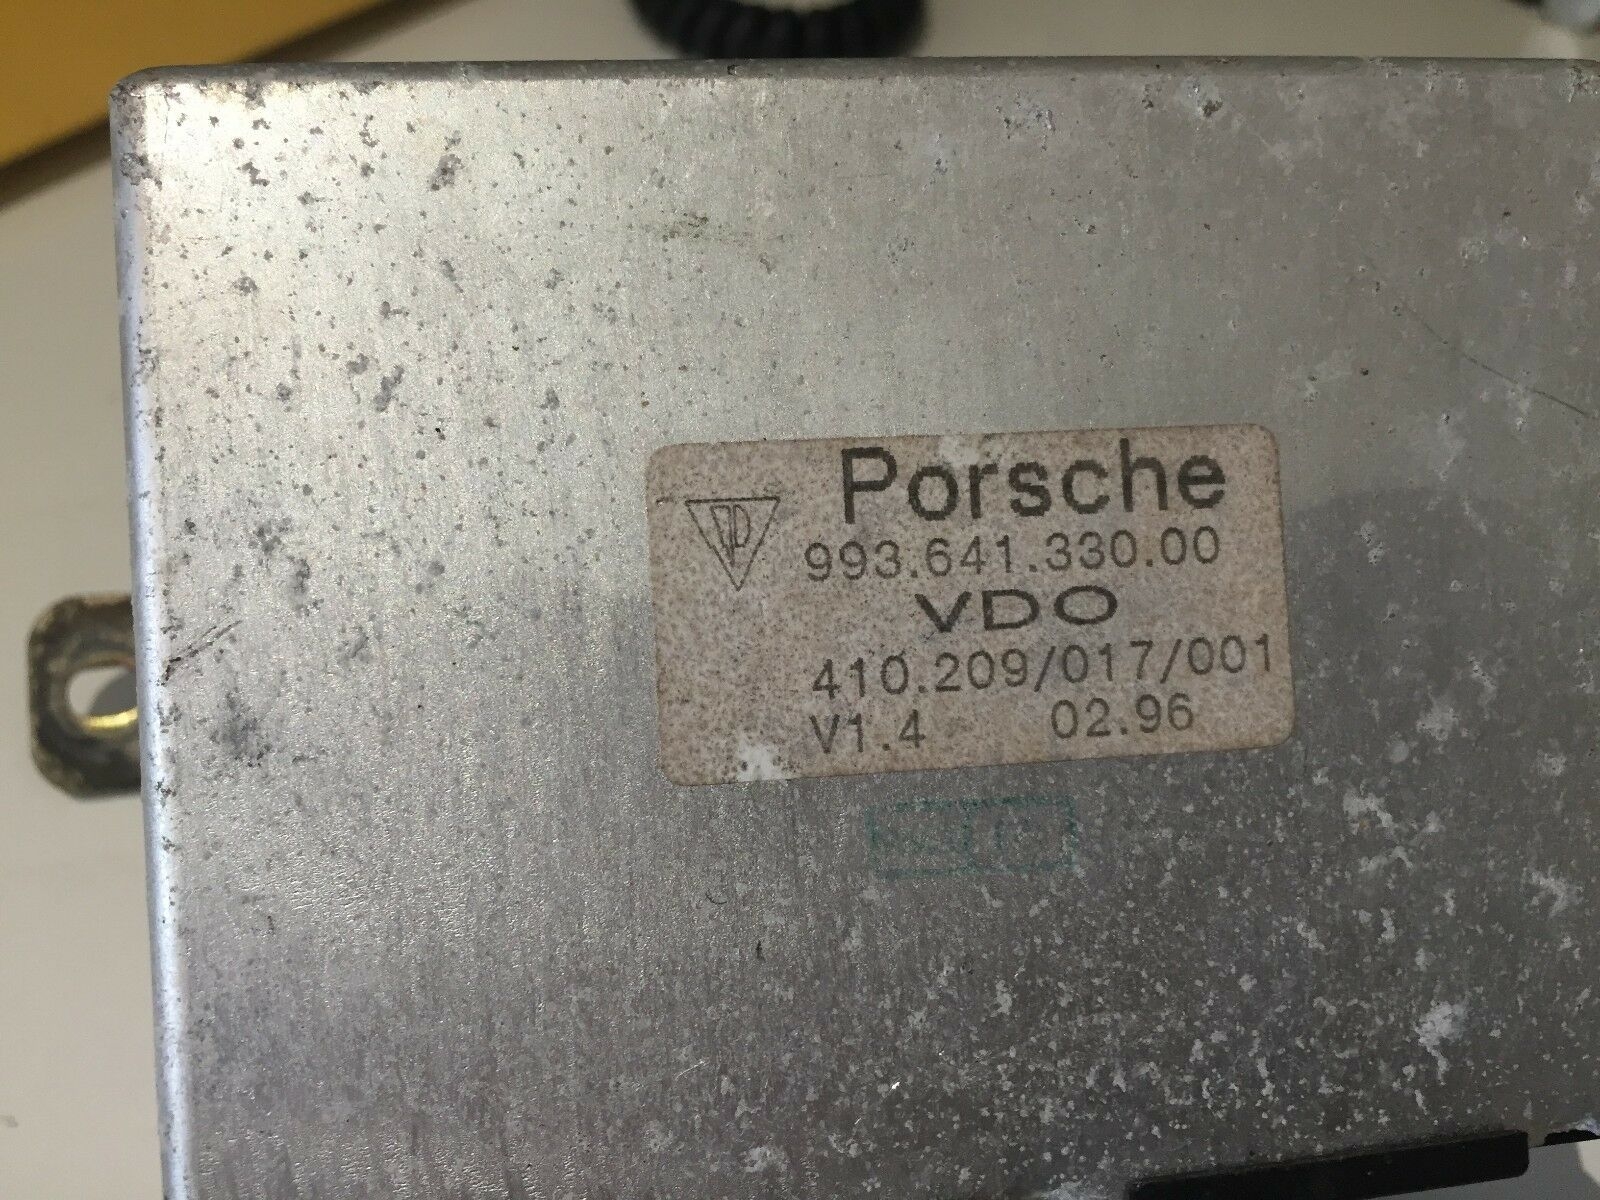 Porsche
993.641.330.00
VDO
410.209/017/001
V1.4 02.96